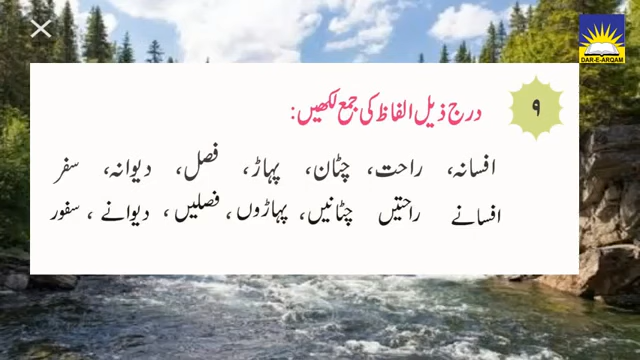 DAR-E-ARQAM
۹
درج ذیل الفاظ کی جمع لکھیں:
افسانہ، راحت، چٹان، پہاڑ، فصل، دیوانہ، سفر
افسانے راحتیں چٹانیں، پہاڑوں، فصلیں، دیوانے، سفور